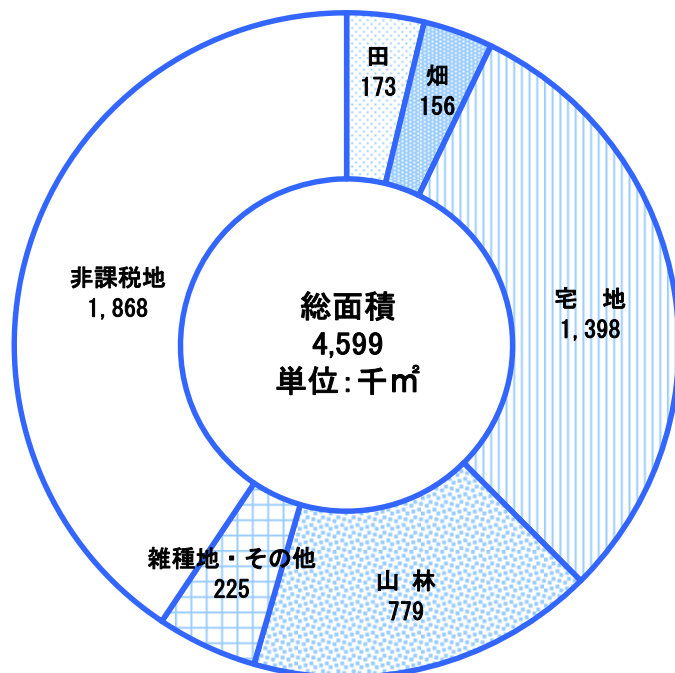 田
173
畑
156
宅　地
1,398
山 林
779
雑種地・その他
225
非課税地
1,868
総面積
4,599
単位：千㎡